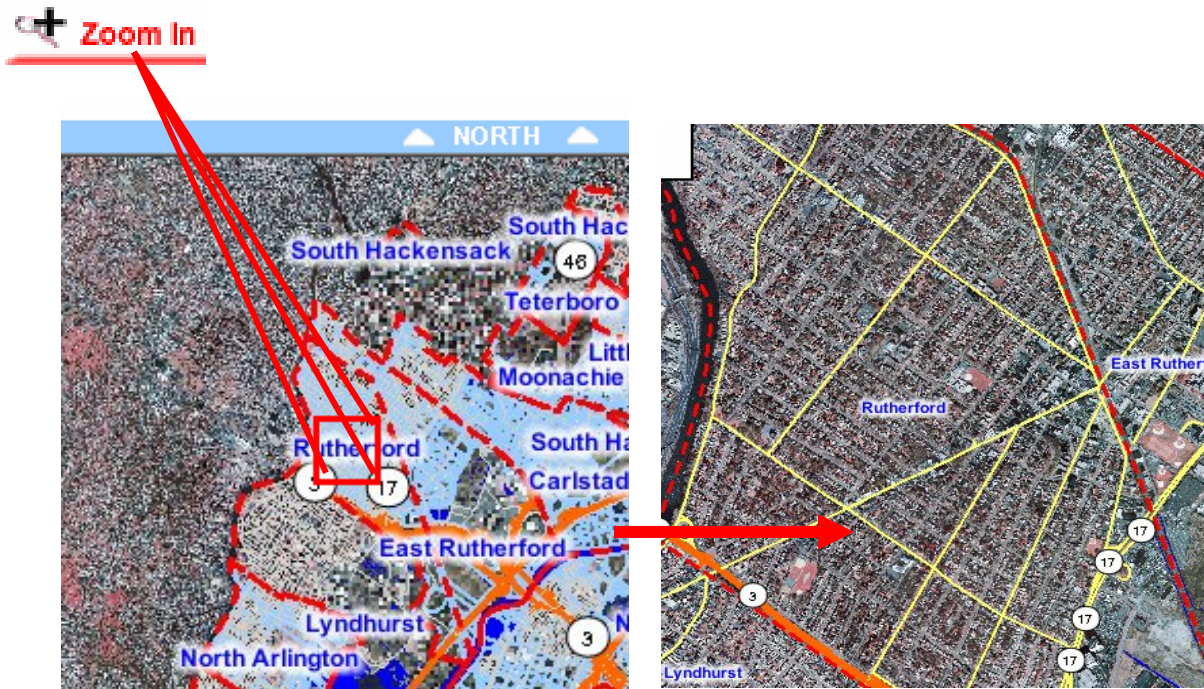 Zoom In
NORTH
South Hac
South Hackensack
46
Teterboro
Littl
Moonachie
Rutherford
South Ha
3
17
Carlstad
East Rutherford
Lyndhurst
3
N
North Arlington
East Ruther
Rutherford
17
17
3
17
17
Lyndhurst